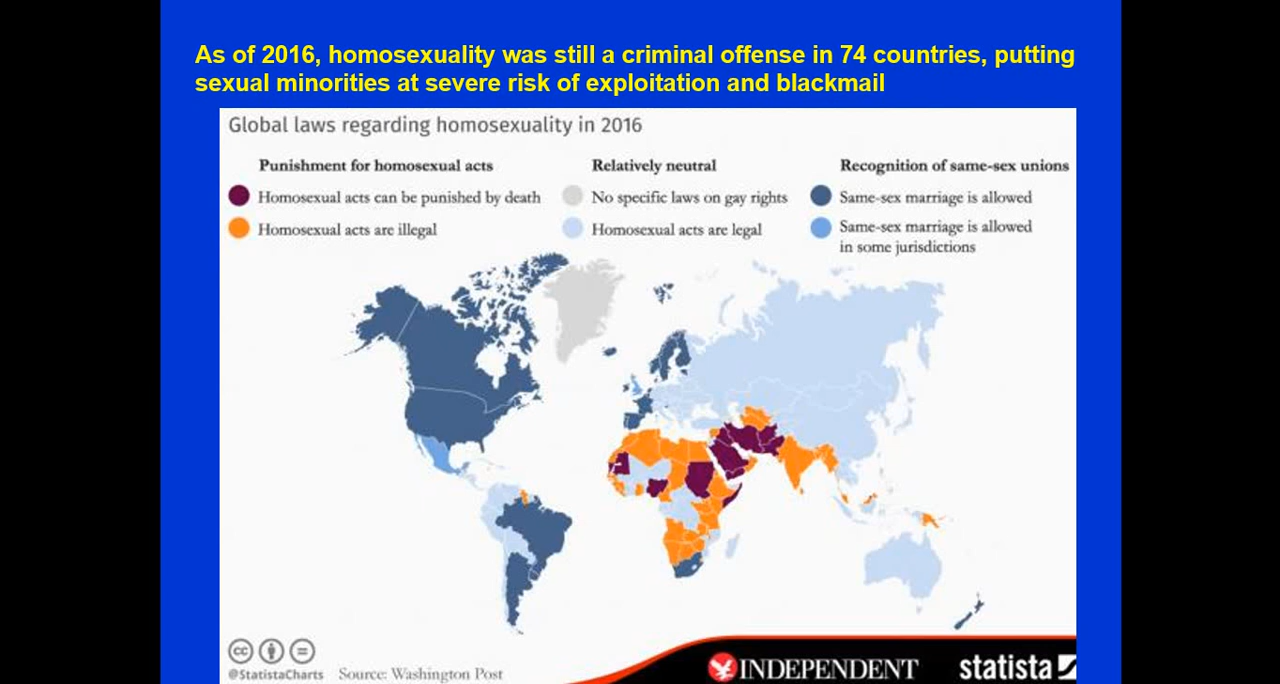 As of 2016, homosexuality was still a criminal offense in 74 countries, putting
sexual minorities at severe risk of exploitation and blackmail
Global laws regarding homosexuality in 2016
Punishment for homosexual acts
Homosexual acts can be punished by death
Homosexual acts are illegal
Relatively neutral
No specific laws on gay rights
Homosexual acts are legal
Recognition of same-sex unions
Same-sex marriage is allowed
Same-sex marriage is allowed
in some jurisdictions
cc
@StatistaCharts
Source: Washington Post
INDEPENDENT
statista